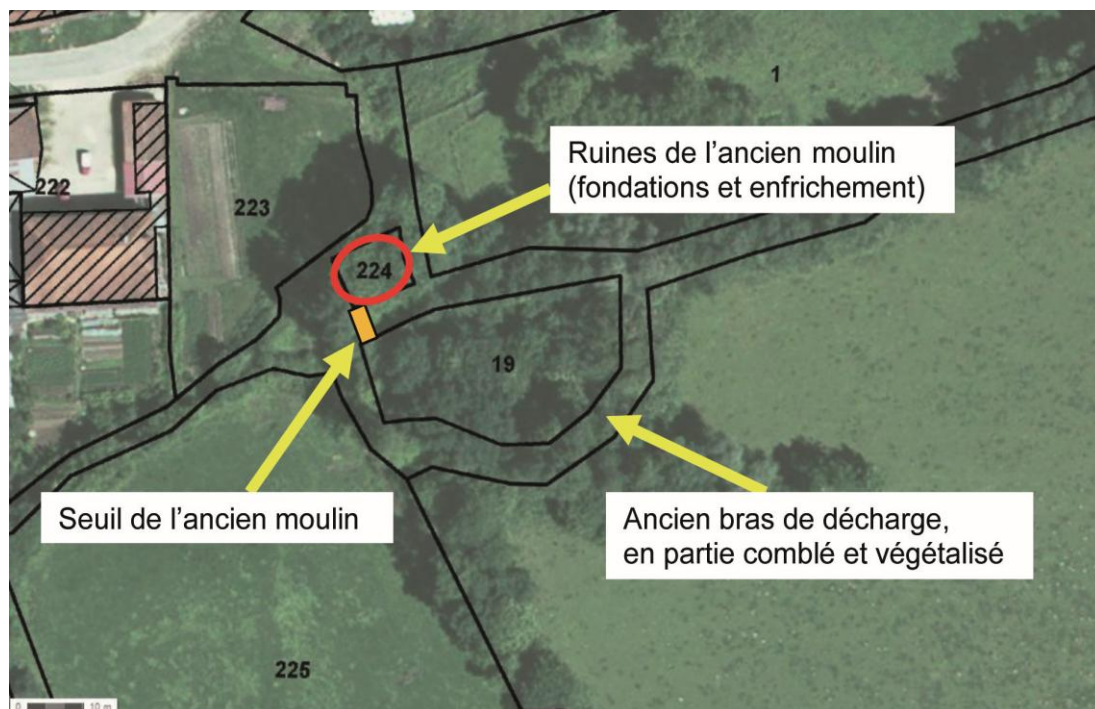 1
Ruines de l’ancien moulin
(fondations et enfrichement)
222
223
224
19
Seuil de l’ancien moulin
Ancien bras de décharge,
en partie comblé et végétalisé
225
0 10 m